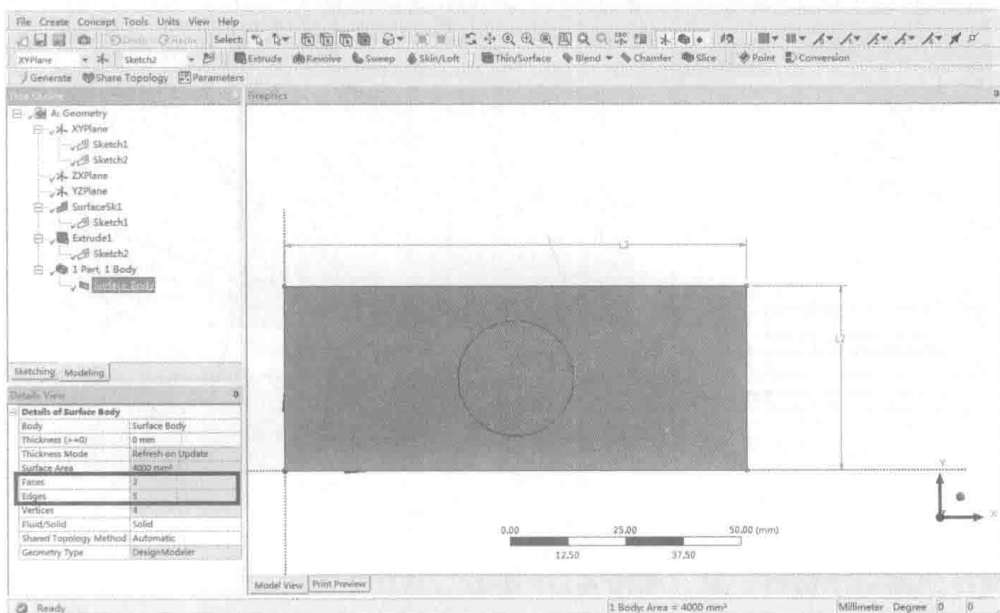 File Create Concept Tools Units View Help
Undo Redo Select:
XYPlane Sketch2 Extrude Revolve Sweep Skin/Loft Thin/Surface Blend Chamfer Slice Point Conversion
Generate Share Topology Parameters
Tree Outline
A: Geometry
XYPlane
Sketch1
Sketch2
ZXPlane
YZPlane
SurfaceSk1
Sketch1
Extrude1
Sketch2
1 Part, 1 Body
Surface Body
Sketching Modeling
Details View
Details of Surface Body
Body Surface Body
Thickness (>=0) 0 mm
Thickness Mode Refresh on Update
Surface Area 4000 mm²
Faces 2
Edges 5
Vertices 4
Fluid/Solid Solid
Shared Topology Method Automatic
Geometry Type DesignModeler
Graphics
Y
X
0.00 25.00 50.00 (mm)
12.50 37.50
Model View Print Preview
Ready 1 Body: Area = 4000 mm² Millimeter Degree 0 0